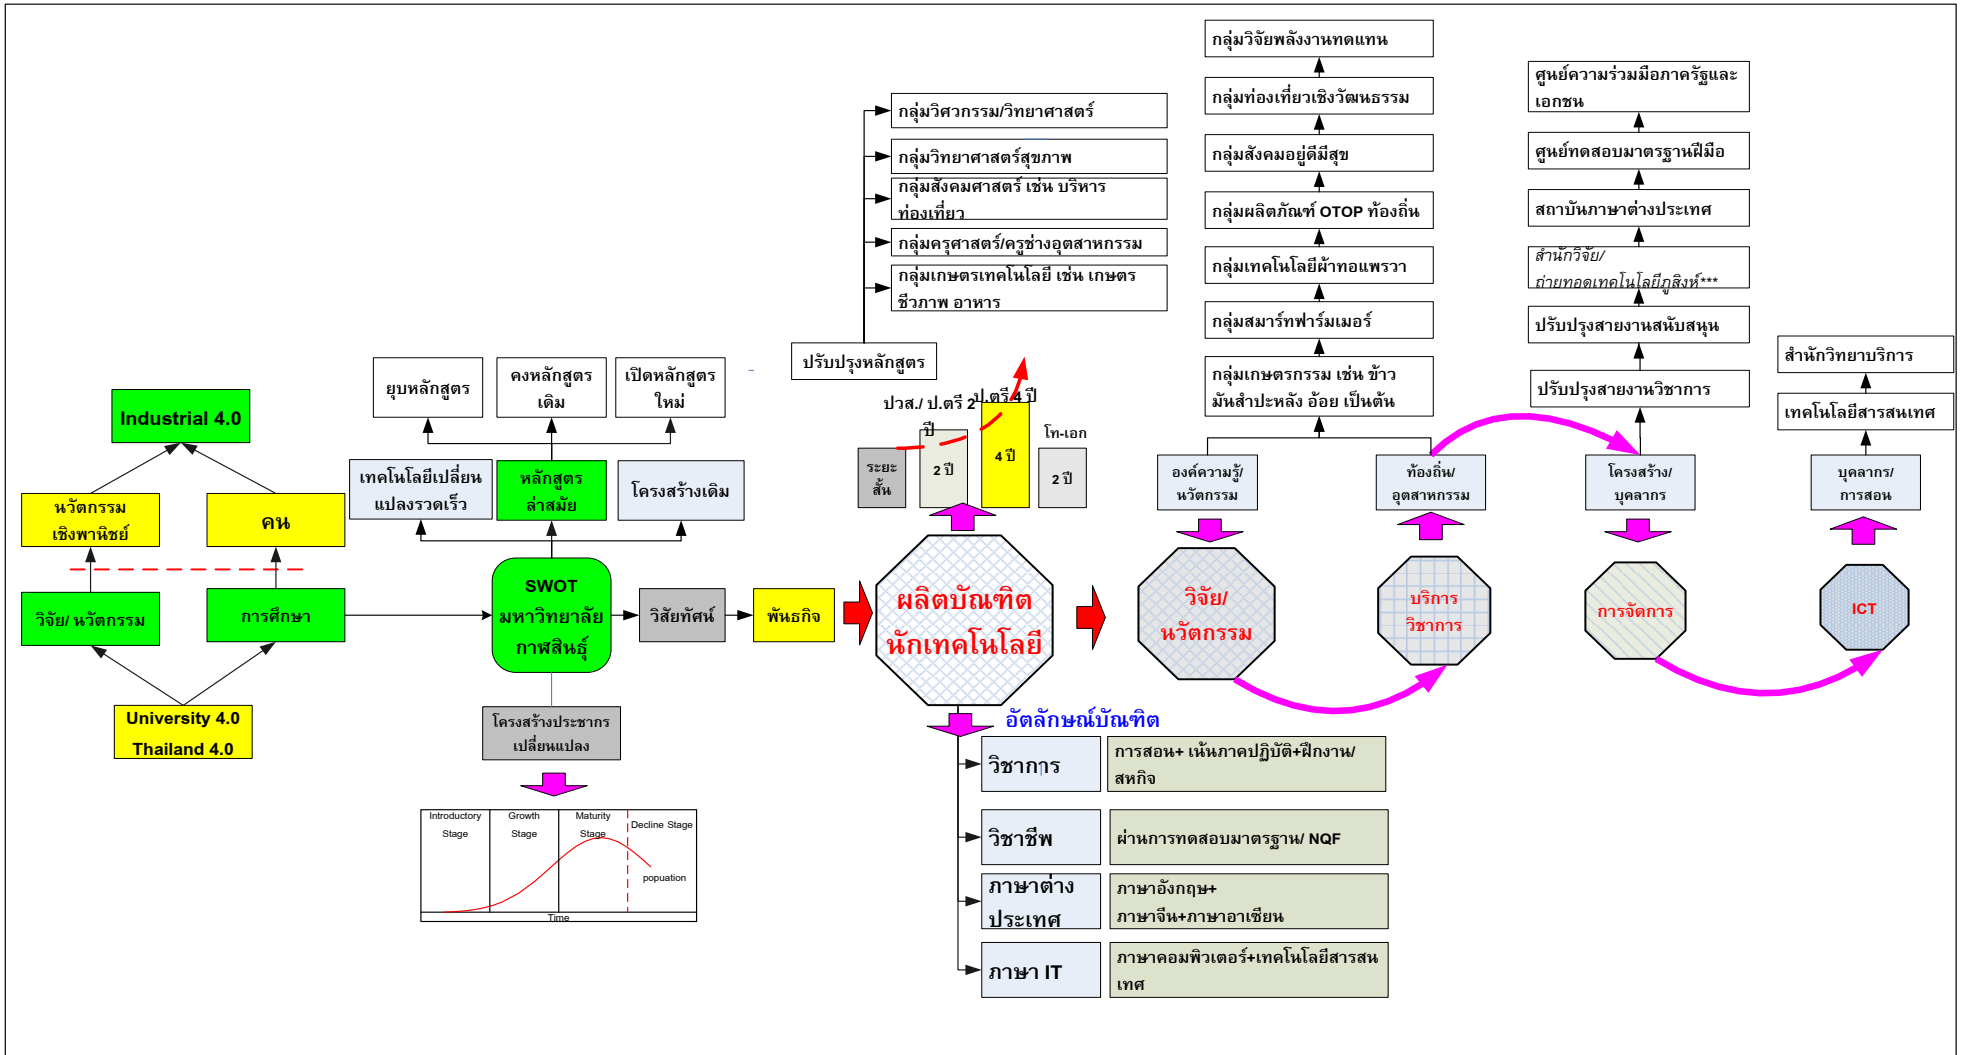 Industrial 4.0
นวัตกรรม
เชิงพานิชย์
คน
วิจัย/ นวัตกรรม
การศึกษา
University 4.0
Thailand 4.0
ยุบหลักสูตร
คงหลักสูตร
เดิม
เปิดหลักสูตร
ใหม่
เทคโนโลยีเปลี่ยน
แปลงรวดเร็ว
หลักสูตร
ล่าสมัย
โครงสร้างเดิม
SWOT
มหาวิทยาลัย
กาฬสินธุ์
วิสัยทัศน์
พันธกิจ
โครงสร้างประชากร
เปลี่ยนแปลง
Introductory
Stage
Growth
Stage
Maturity
Stage
Decline Stage
popuation
Time
กลุ่มวิศวกรรม/วิทยาศาสตร์
กลุ่มวิทยาศาสตร์สุขภาพ
กลุ่มสังคมศาสตร์ เช่น บริหาร
ท่องเที่ยว
กลุ่มครุศาสตร์/ครูช่างอุตสาหกรรม
กลุ่มเกษตรเทคโนโลยี เช่น เกษตร
ชีวภาพ อาหาร
ปรับปรุงหลักสูตร
ปวส./ ป.ตรี 2
ปี
ป.ตรี 4 ปี
โท-เอก
ระยะ
สั้น
2 ปี
4 ปี
2 ปี
ผลิตบัณฑิต
นักเทคโนโลยี
อัตลักษณ์บัณฑิต
วิชาการ
การสอน+ เน้นภาคปฏิบัติ+ฝึกงาน/
สหกิจ
วิชาชีพ
ผ่านการทดสอบมาตรฐาน/ NQF
ภาษาต่าง
ประเทศ
ภาษาอังกฤษ+
ภาษาจีน+ภาษาอาเซียน
ภาษา IT
ภาษาคอมพิวเตอร์+เทคโนโลยีสารสน
เทศ
กลุ่มวิจัยพลังงานทดแทน
กลุ่มท่องเที่ยวเชิงวัฒนธรรม
กลุ่มสังคมอยู่ดีมีสุข
กลุ่มผลิตภัณฑ์ OTOP ท้องถิ่น
กลุ่มเทคโนโลยีผ้าทอแพรวา
กลุ่มสมาร์ทฟาร์มเมอร์
กลุ่มเกษตรกรรม เช่น ข้าว
มันสำปะหลัง อ้อย เป็นต้น
องค์ความรู้/
นวัตกรรม
ท้องถิ่น/
อุตสาหกรรม
วิจัย/
นวัตกรรม
บริการ
วิชาการ
ศูนย์ความร่วมมือภาครัฐและ
เอกชน
ศูนย์ทดสอบมาตรฐานฝีมือ
สถาบันภาษาต่างประเทศ
สำนักวิจัย/
ถ่ายทอดเทคโนโลยีภูสิงห์***
ปรับปรุงสายงานสนับสนุน
ปรับปรุงสายงานวิชาการ
โครงสร้าง/
บุคลากร
การจัดการ
สำนักวิทยาบริการ
เทคโนโลยีสารสนเทศ
บุคลากร/
การสอน
ICT